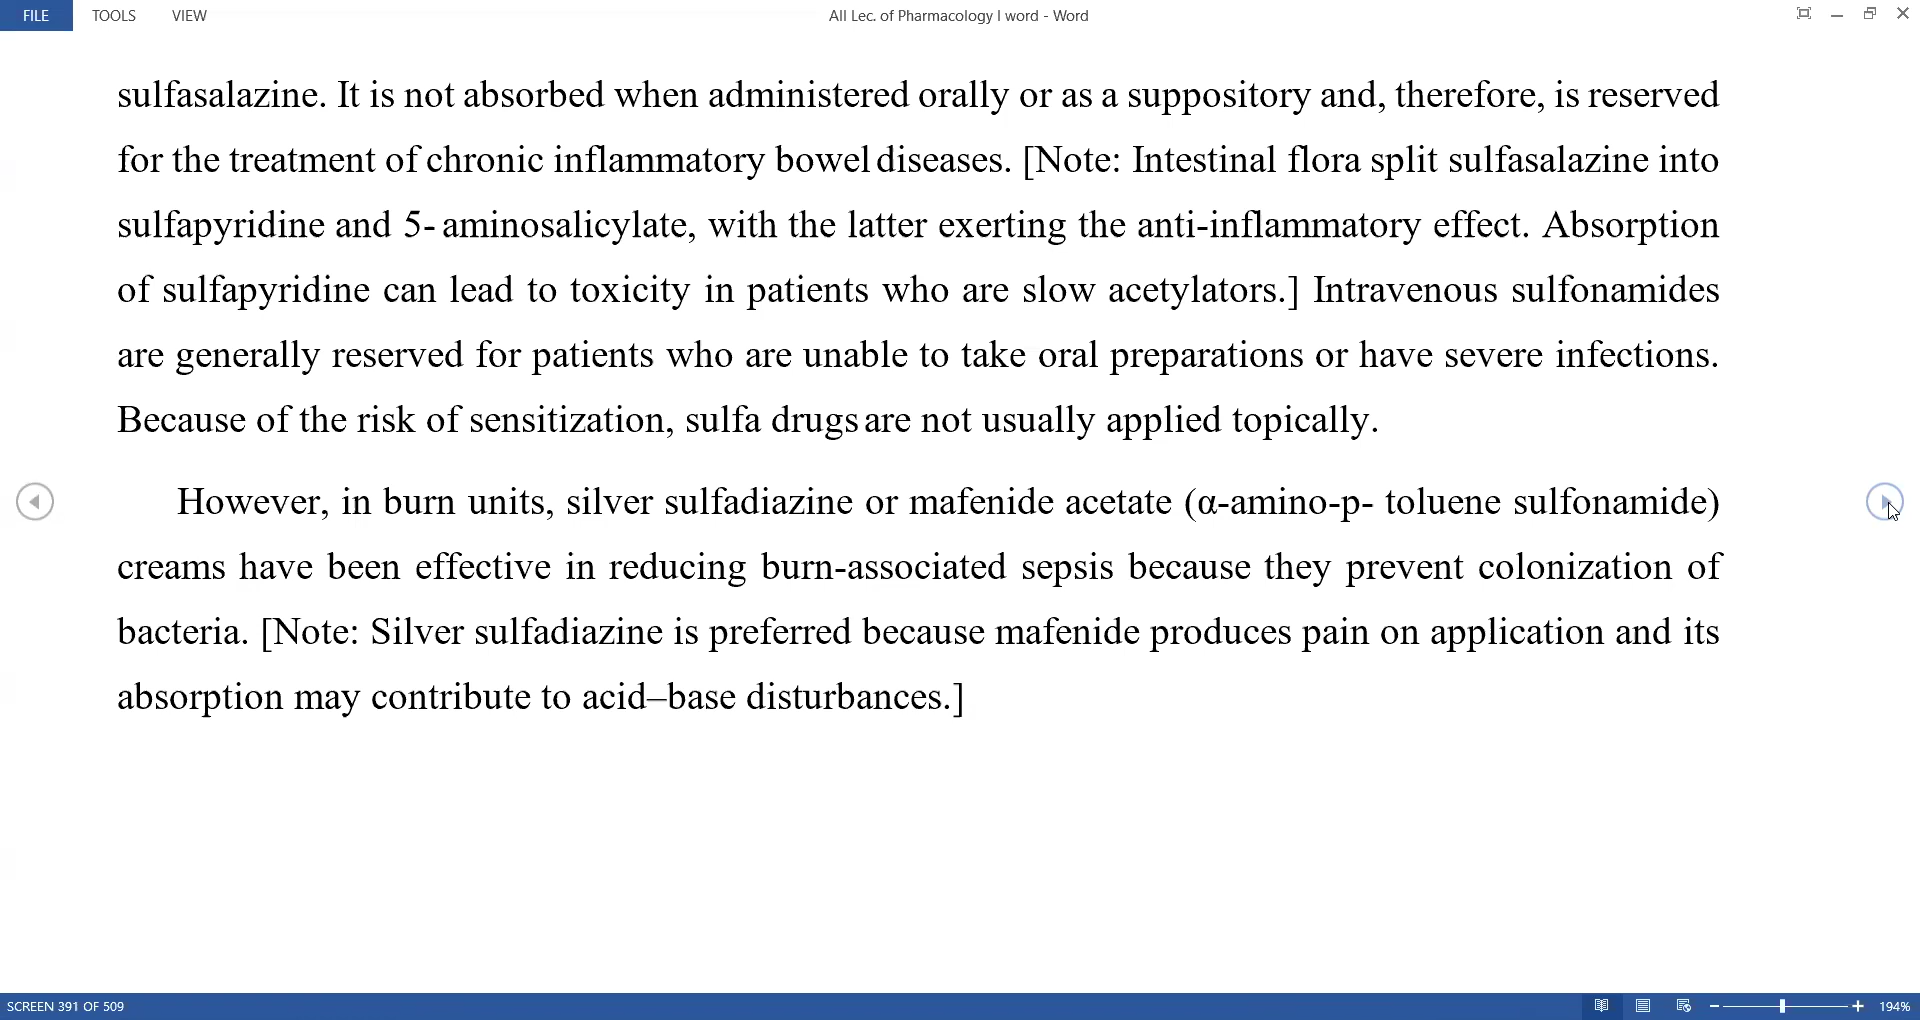 FILE TOOLS VIEW All Lec. of Pharmacology I word - Word
sulfasalazine. It is not absorbed when administered orally or as a suppository and, therefore, is reserved
for the treatment of chronic inflammatory bowel diseases. [Note: Intestinal flora split sulfasalazine into
sulfapyridine and 5- aminosalicylate, with the latter exerting the anti-inflammatory effect. Absorption
of sulfapyridine can lead to toxicity in patients who are slow acetylators.] Intravenous sulfonamides
are generally reserved for patients who are unable to take oral preparations or have severe infections.
Because of the risk of sensitization, sulfa drugs are not usually applied topically.
However, in burn units, silver sulfadiazine or mafenide acetate (α-amino-p- toluene sulfonamide)
creams have been effective in reducing burn-associated sepsis because they prevent colonization of
bacteria. [Note: Silver sulfadiazine is preferred because mafenide produces pain on application and its
absorption may contribute to acid–base disturbances.]
SCREEN 391 OF 509 194%